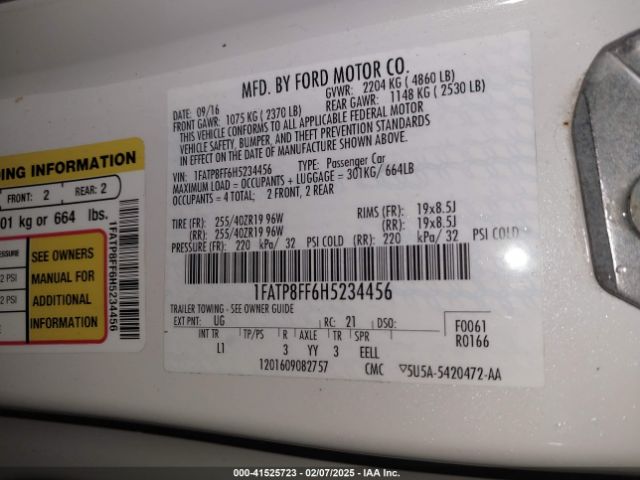 MFD. BY FORD MOTOR CO.
DATE: 09/16 GVWR: 2204 KG ( 4860 LB)
FRONT GAWR: 1075 KG ( 2370 LB) REAR GAWR: 1148 KG ( 2530 LB)
THIS VEHICLE CONFORMS TO ALL APPLICABLE FEDERAL MOTOR
VEHICLE SAFETY, BUMPER, AND THEFT PREVENTION STANDARDS
IN EFFECT ON THE DATE OF MANUFACTURE SHOWN ABOVE.
VIN: 1FATP8FF6H5234456 TYPE: Passenger Car
MAXIMUM LOAD = OCCUPANTS + LUGGAGE = 301KG/ 664LB
OCCUPANTS = 4 TOTAL; 2 FRONT, 2 REAR
TIRE (FR): 255/40ZR19 96W RIMS (FR): 19x8.5J
(RR): 255/40ZR19 96W (RR): 19x8.5J
PRESSURE (FR): 220 kPa/ 32 PSI COLD (RR): 220 kPa/ 32 PSI COLD
1FATP8FF6H5234456
TRAILER TOWING - SEE OWNER GUIDE
EXT PNT: UG RC: 21 DSO: F0061
R0166
INT TR TP/PS R AXLE TR SPR
L1 3 YY 3 EELL
1201609082757 CMC ▽5U5A-5420472-AA
DING INFORMATION
FRONT: 2 REAR: 2
01 kg or 664 lbs.
SEE OWNERS
MANUAL FOR
ADDITIONAL
INFORMATION
2 PSI
2 PSI
1FATP8FF6H5234456
000-41525723 - 02/07/2025 - IAA Inc.